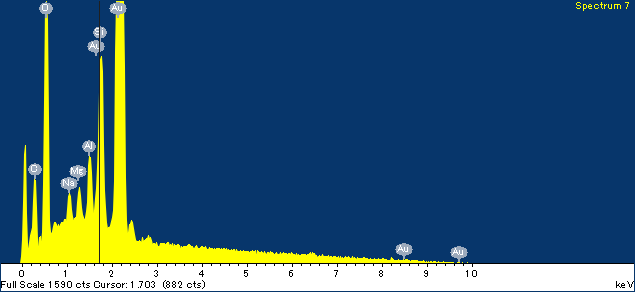 Spectrum 7
O Au
Si
Au
Al
C Mg
Na
Au Au
0 1 2 3 4 5 6 7 8 9 10
Full Scale 1590 cts Cursor: 1.703 (882 cts) keV